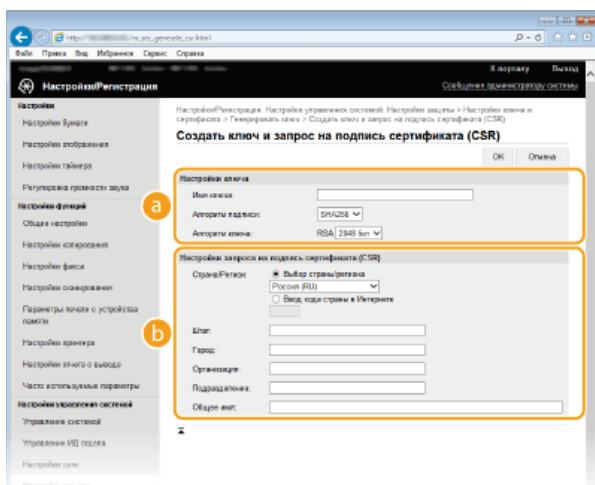 http://
/m_sec_generate_csr.html
Файл Правка Вид Избранное Сервис Справка
К порталу Выход
Настройки/Регистрация
Сообщения администратору системы
Настройки
Настройки бумаги
Настройки отображения
Настройки таймера
Регулировка громкости звука
Настройки функций
Общие настройки
Настройки копирования
Настройки факса
Настройки сканирования
Параметры печати с устройства
памяти
Настройки принтера
Настройки отчета о выводе
Часто используемые параметры
Настройки управления системой
Управление системой
Управление ИД отдела
Настройки сети
Настройки/Регистрация: Настройки управления системой: Настройки защиты > Настройки ключа и
сертификата > Генерировать ключ > Создать ключ и запрос на подпись сертификата (CSR)
Создать ключ и запрос на подпись сертификата (CSR)
OK Отмена
a
Настройки ключа
Имя ключа:
Алгоритм подписи: SHA256
Алгоритм ключа: RSA 2048 бит
b
Настройки запроса на подпись сертификата (CSR)
Страна/Регион: Выбор страны/региона
Россия (RU)
Ввод кода страны в Интернете
Штат:
Город:
Организация:
Подразделение:
Общее имя: